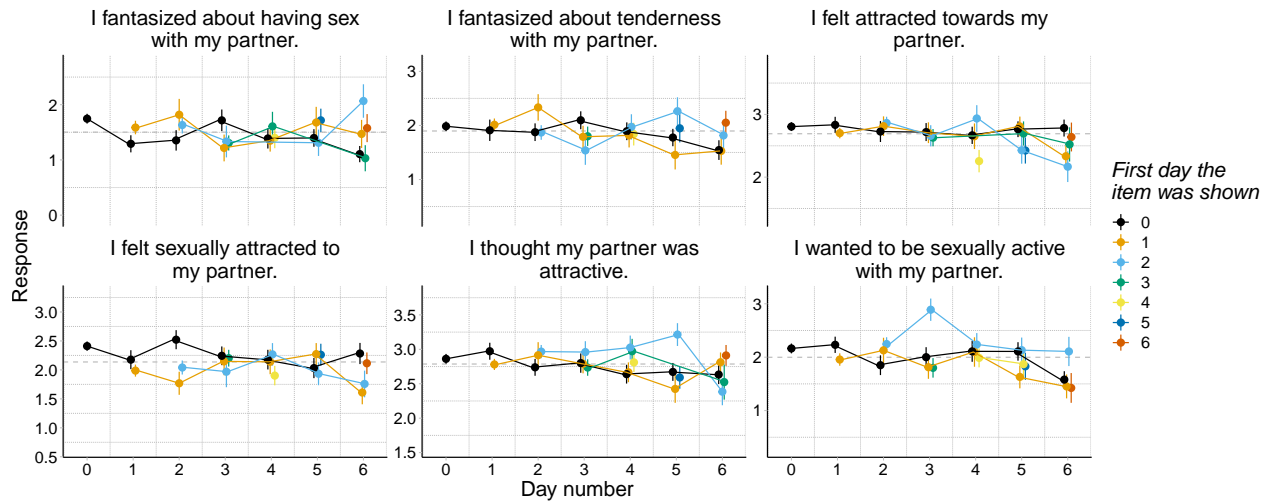 I fantasized about having sex
with my partner.
I fantasized about tenderness
with my partner.
I felt attracted towards my
partner.
2
1
0
3
2
1
3
2
I felt sexually attracted to
my partner.
I thought my partner was
attractive.
I wanted to be sexually active
with my partner.
3.0
2.5
2.0
1.5
1.0
0.5
3.5
3.0
2.5
2.0
1.5
3
2
1
0 1 2 3 4 5 6
0 1 2 3 4 5 6
0 1 2 3 4 5 6
Response
Day number
First day the
item was shown
0
1
2
3
4
5
6